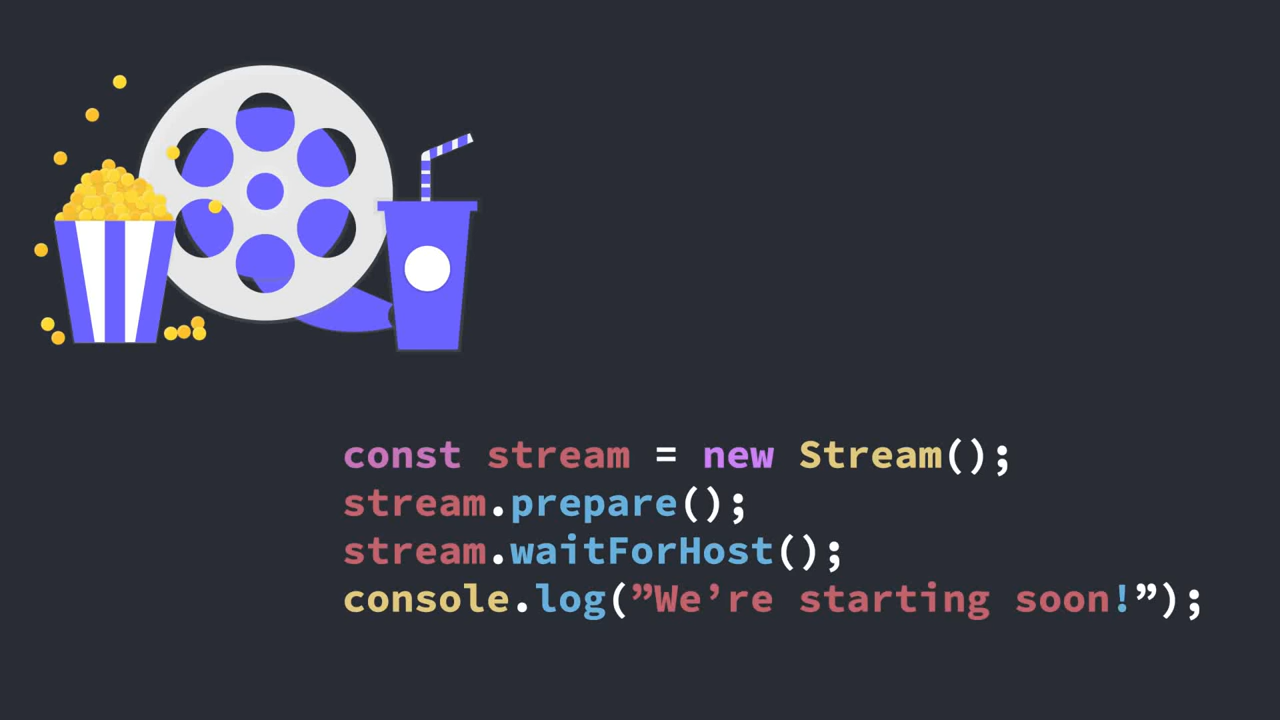 const stream = new Stream();
stream.prepare();
stream.waitForHost();
console.log(”We’re starting soon!”);